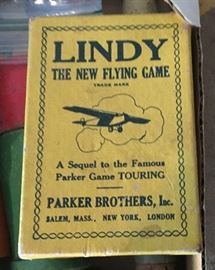 LINDY
THE NEW FLYING GAME
TRADE MARK
A Sequel to the Famous
Parker Game TOURING
PARKER BROTHERS, Inc.
SALEM, MASS., NEW YORK, LONDON